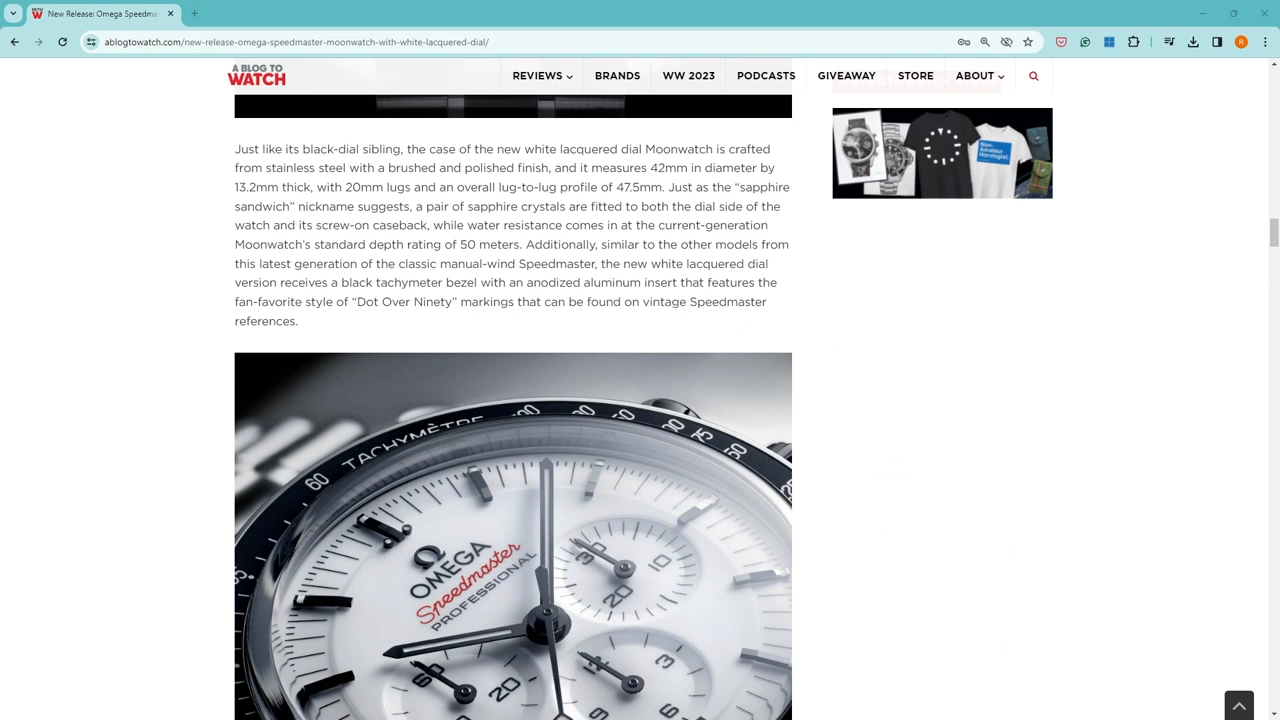 New Release: Omega Speedmas
ablogtowatch.com/new-release-omega-speedmaster-moonwatch-with-white-lacquered-dial/
R
A BLOG TO
WATCH
REVIEWS
BRANDS
WW 2023
PODCASTS
GIVEAWAY
STORE
ABOUT
Just like its black-dial sibling, the case of the new white lacquered dial Moonwatch is crafted
from stainless steel with a brushed and polished finish, and it measures 42mm in diameter by
13.2mm thick, with 20mm lugs and an overall lug-to-lug profile of 47.5mm. Just as the “sapphire
sandwich” nickname suggests, a pair of sapphire crystals are fitted to both the dial side of the
watch and its screw-on caseback, while water resistance comes in at the current-generation
Moonwatch’s standard depth rating of 50 meters. Additionally, similar to the other models from
this latest generation of the classic manual-wind Speedmaster, the new white lacquered dial
version receives a black tachymeter bezel with an anodized aluminum insert that features the
fan-favorite style of “Dot Over Ninety” markings that can be found on vintage Speedmaster
references.
Non-
Amateur
Horologist.
TACHYMÈTRE
60
OMEGA
Speedmaster
PROFESSIONAL
30
10
20
60
20
3
9
6